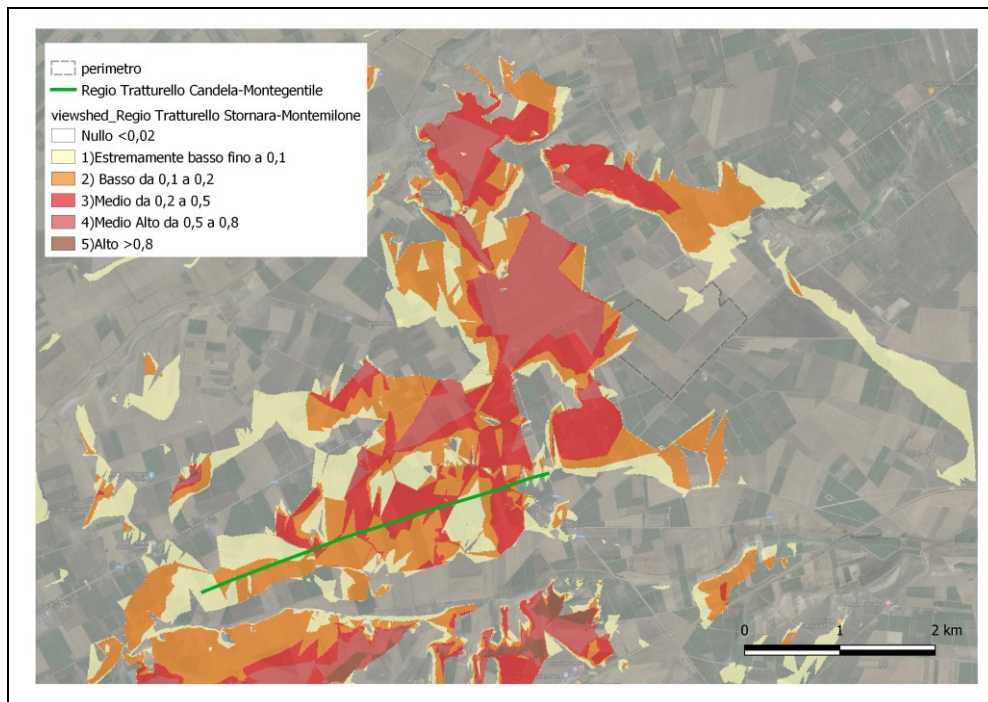 perimetro
Regio Tratturello Candela-Montegentile
viewshed_Regio Tratturello Stornara-Montemilone
Nullo <0,02
1)Estremamente basso fino a 0,1
2) Basso da 0,1 a 0,2
3)Medio da 0,2 a 0,5
4)Medio Alto da 0,5 a 0,8
5)Alto >0,8
0 1 2 km